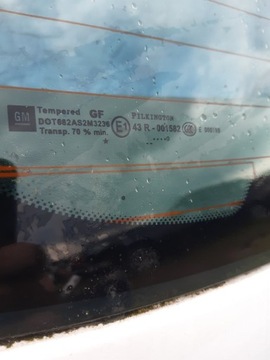 GM
Tempered GF
PILKINGTON
DOT682AS2M3236
E1 43 R - 001582
Transp. 70 % min.